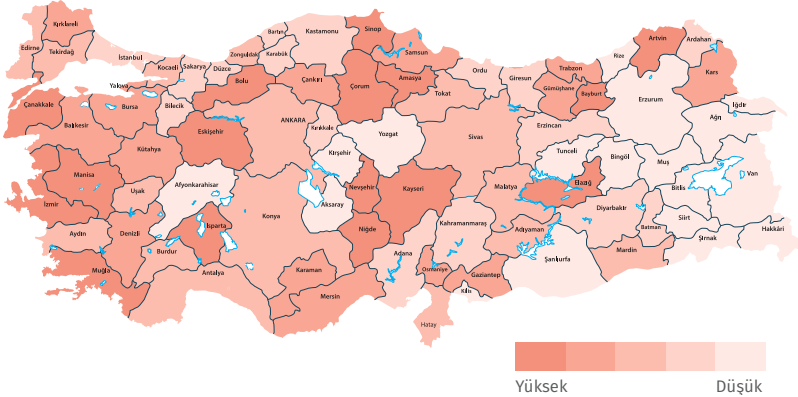 Kırklareli
Edirne
Tekirdağ
İstanbul
Kocaeli
Sakarya
Düzce
Zonguldak
Bartın
Karabük
Kastamonu
Sinop
Samsun
Yalova
Bolu
Çankırı
Çorum
Amasya
Ordu
Giresun
Trabzon
Rize
Artvin
Ardahan
Kars
Çanakkale
Bursa
Bilecik
Tokat
Gümüşhane
Bayburt
Erzurum
Iğdır
Ağrı
Balıkesir
Eskişehir
ANKARA
Kırıkkale
Yozgat
Sivas
Erzincan
Kütahya
Kırşehir
Tunceli
Bingöl
Muş
Van
Manisa
Uşak
Afyonkarahisar
Aksaray
Nevşehir
Kayseri
Malatya
Elazığ
Bitlis
İzmir
Aydın
Denizli
Isparta
Konya
Niğde
Kahramanmaraş
Adıyaman
Diyarbakır
Batman
Siirt
Şırnak
Hakkâri
Muğla
Burdur
Antalya
Karaman
Mersin
Adana
Osmaniye
Gaziantep
Kilis
Şanlıurfa
Mardin
Hatay
Yüksek
Düşük